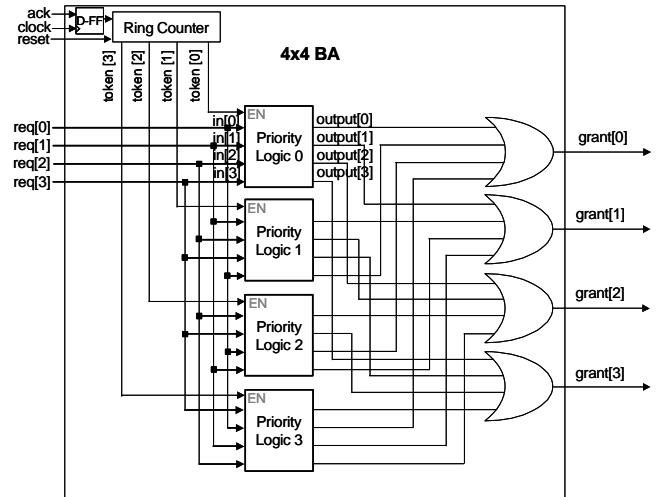 ack
clock
reset
D-FF
Ring Counter
4x4 BA
token [3]
token [2]
token [1]
token [0]
req[0]
req[1]
req[2]
req[3]
in[0]
in[1]
in[2]
in[3]
EN
Priority
Logic 0
output[0]
output[1]
output[2]
output[3]
EN
Priority
Logic 1
EN
Priority
Logic 2
EN
Priority
Logic 3
grant[0]
grant[1]
grant[2]
grant[3]